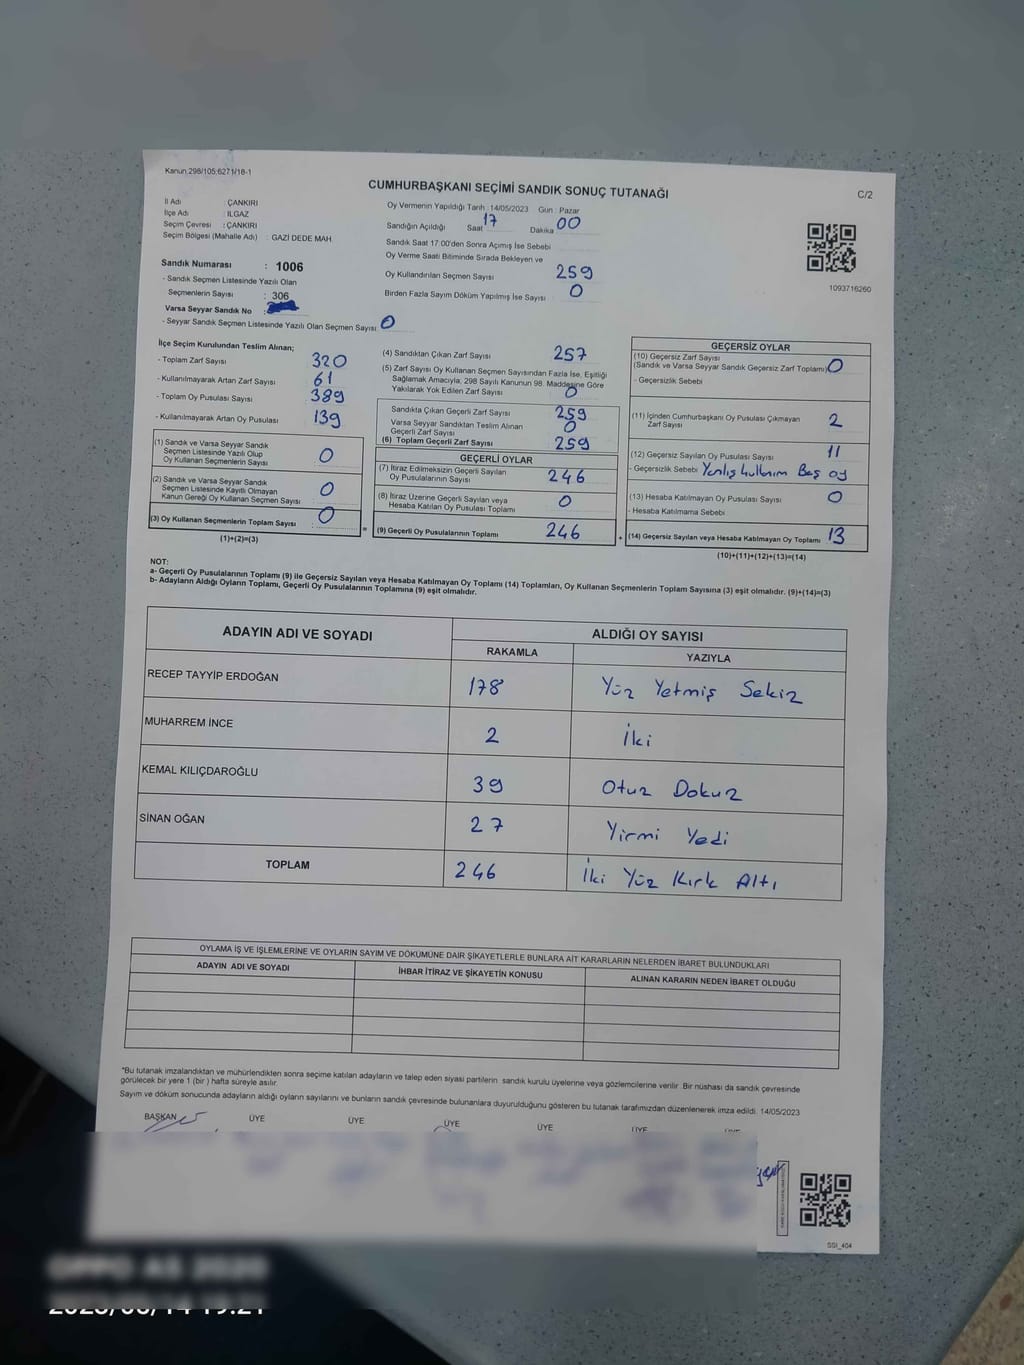 Kanun 298/105:6271/18-1
CUMHURBAŞKANI SEÇİMİ SANDIK SONUÇ TUTANAĞI
C/2
İl Adı : ÇANKIRI
İlçe Adı : ILGAZ
Seçim Çevresi : ÇANKIRI
Seçim Bölgesi (Mahalle Adı) : GAZİ DEDE MAH.
Sandık Numarası : 1006
- Sandık Seçmen Listesinde Yazılı Olan
Seçmenlerin Sayısı : 306
Varsa Seyyar Sandık No :
- Seyyar Sandık Seçmen Listesinde Yazılı Olan Seçmen Sayısı: 0
Oy Vermenin Yapıldığı Tarih : 14/05/2023 Gün : Pazar
Sandığın Açıldığı Saat 17 Dakika 00
Sandık Saat 17.00'den Sonra Açımış İse Sebebi
Oy Verme Saati Bitiminde Sırada Bekleyen ve
Oy Kullandırılan Seçmen Sayısı 259
Birden Fazla Sayım Döküm Yapılmış İse Sayısı 0
1093716260
İlçe Seçim Kurulundan Teslim Alınan;
- Toplam Zarf Sayısı 320
- Kullanılmayarak Artan Zarf Sayısı 61
- Toplam Oy Pusulası Sayısı 389
- Kullanılmayarak Artan Oy Pusulası 139
(1) Sandık ve Varsa Seyyar Sandık
Seçmen Listesinde Yazılı Olup
Oy Kullanan Seçmenlerin Sayısı 0
(2) Sandık ve Varsa Seyyar Sandık
Seçmen Listesinde Kayıtlı Olmayan
Kanun Gereği Oy Kullanan Seçmen Sayısı 0
(3) Oy Kullanan Seçmenlerin Toplam Sayısı 0
(1)+(2)=(3)
(4) Sandıktan Çıkan Zarf Sayısı 257
(5) Zarf Sayısı Oy Kullanan Seçmen Sayısından Fazla İse, Eşitliği
Sağlamak Amacıyla, 298 Sayılı Kanunun 98. Maddesine Göre
Yakılarak Yok Edilen Zarf Sayısı 0
Sandıkta Çıkan Geçerli Zarf Sayısı 259
Varsa Seyyar Sandıktan Teslim Alınan
Geçerli Zarf Sayısı 0
(6) Toplam Geçerli Zarf Sayısı 259
GEÇERLİ OYLAR
(7) İtiraz Edilmeksizin Geçerli Sayılan
Oy Pusulalarının Sayısı 246
(8) İtiraz Üzerine Geçerli Sayılan veya
Hesaba Katılan Oy Pusulası Toplamı 0
= (9) Geçerli Oy Pusulalarının Toplamı 246
GEÇERSİZ OYLAR
(10) Geçersiz Zarf Sayısı
(Sandık ve Varsa Seyyar Sandık Geçersiz Zarf Toplamı) 0
- Geçersizlik Sebebi
(11) İçinden Cumhurbaşkanı Oy Pusulası Çıkmayan
Zarf Sayısı 2
(12) Geçersiz Sayılan Oy Pusulası Sayısı 11
- Geçersizlik Sebebi Yanlış kullanım Beş oy
(13) Hesaba Katılmayan Oy Pusulası Sayısı 0
- Hesaba Katılmama Sebebi
+ (14) Geçersiz Sayılan veya Hesaba Katılmayan Oy Toplamı 13
(10)+(11)+(12)+(13)=(14)
NOT:
a- Geçerli Oy Pusulalarının Toplamı (9) ile Geçersiz Sayılan veya Hesaba Katılmayan Oy Toplamı (14) Toplamları, Oy Kullanan Seçmenlerin Toplam Sayısına (3) eşit olmalıdır. (9)+(14)=(3)
b- Adayların Aldığı Oyların Toplamı, Geçerli Oy Pusulalarının Toplamına (9) eşit olmalıdır.
ADAYIN ADI VE SOYADI ALDIĞI OY SAYISI
RAKAMLA YAZIYLA
RECEP TAYYİP ERDOĞAN 178 Yüz Yetmiş Sekiz
MUHARREM İNCE 2 İki
KEMAL KILIÇDAROĞLU 39 Otuz Dokuz
SİNAN OĞAN 27 Yirmi Yedi
TOPLAM 246 İki Yüz Kırk Altı
OYLAMA İŞ VE İŞLEMLERİNE VE OYLARIN SAYIM VE DÖKÜMÜNE DAİR ŞİKAYETLERLE BUNLARA AİT KARARLARIN NELERDEN İBARET BULUNDUKLARI
ADAYIN ADI VE SOYADI İHBAR İTİRAZ VE ŞİKAYETİN KONUSU ALINAN KARARIN NEDEN İBARET OLDUĞU
*Bu tutanak imzalandıktan ve mühürlendikten sonra seçime katılan adayların ve talep eden siyasi partilerin sandık kurulu üyelerine veya gözlemcilerine verilir. Bir nüshası da sandık çevresinde
görülecek bir yere 1 (bir) hafta süreyle asılır.
Sayım ve döküm sonucunda adayların aldığı oyların sayılarını ve bunların sandık çevresinde bulunanlara duyurulduğunu gösteren bu tutanak tarafımızdan düzenlenerek imza edildi. 14/05/2023
BAŞKAN ÜYE ÜYE ÜYE ÜYE ÜYE ÜYE
SSI_404